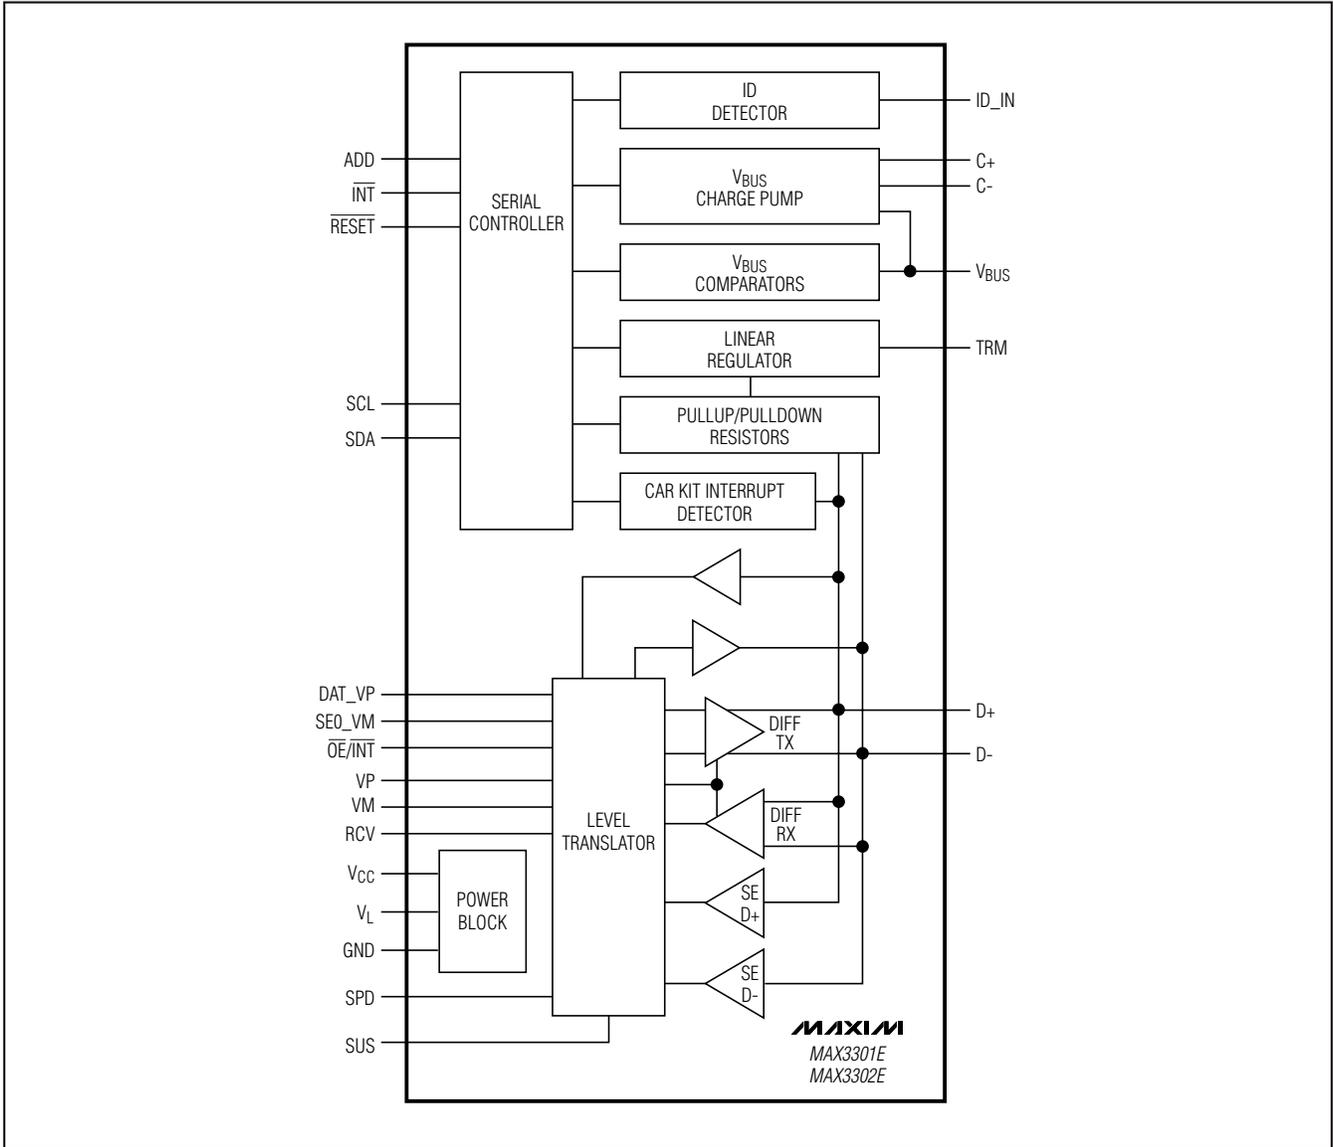 ID
DETECTOR
ID_IN
ADD
INT
RESET
SERIAL
CONTROLLER
VBUS
CHARGE PUMP
C+
C-
VBUS
COMPARATORS
VBUS
LINEAR
REGULATOR
TRM
SCL
SDA
PULLUP/PULLDOWN
RESISTORS
CAR KIT INTERRUPT
DETECTOR
DAT_VP
SE0_VM
OE/INT
VP
VM
RCV
LEVEL
TRANSLATOR
DIFF
TX
D+
D-
DIFF
RX
VCC
VL
GND
POWER
BLOCK
SE
D+
SE
D-
SPD
SUS
MAXIM
MAX3301E
MAX3302E